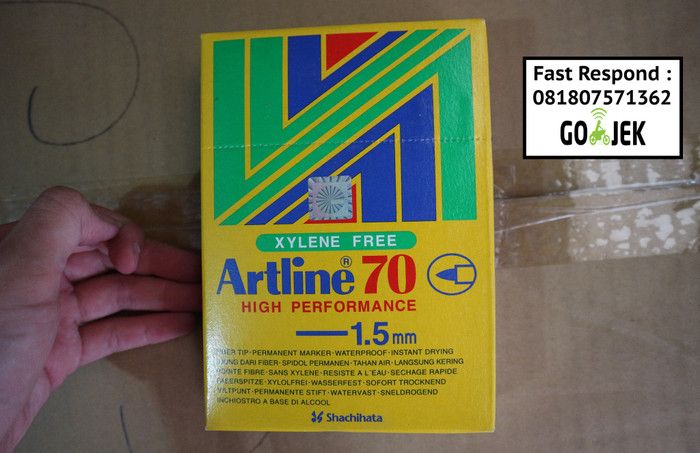 Fast Respond :
081807571362
GO JEK
XYLENE FREE
Artline® 70
HIGH PERFORMANCE
1.5mm
FIBER TIP·PERMANENT MARKER·WATERPROOF·INSTANT DRYING
UJUNG DARI FIBER·SPIDOL PERMANEN·TAHAN AIR·LANGSUNG KERING
POINTE FIBRE·SANS XYLENE·RESISTE A L'EAU·SECHAGE RAPIDE
FASERSPITZE·XYLOLFREI·WASSERFEST·SOFORT TROCKNEND
VILTPUNT·PERMANENTE STIFT·WATERVAST·SNELDROGEND
INCHIOSTRO A BASE DI ALCOOL
Shachihata